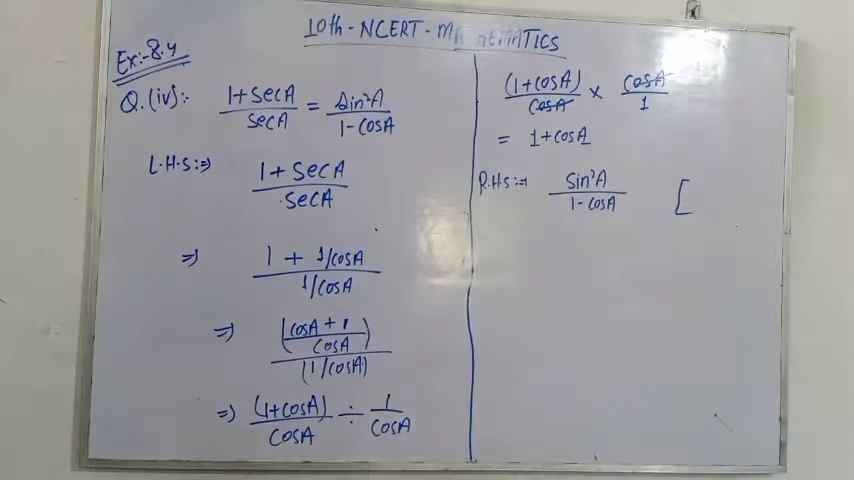 10th - NCERT - MATHEMATICS
Ex:- 8.4
Q. (iv):- (1+secA)/secA = sin²A/(1-cosA)
L.H.S:⇒ (1+secA)/secA
⇒ (1 + 1/cosA)/(1/cosA)
⇒ ((cosA+1)/cosA)/(1/cosA)
⇒ (1+cosA)/cosA ÷ 1/cosA
(1+cosA)/cosA × cosA/1
= 1+cosA
R.H.S:⇒ sin²A/(1-cosA) [